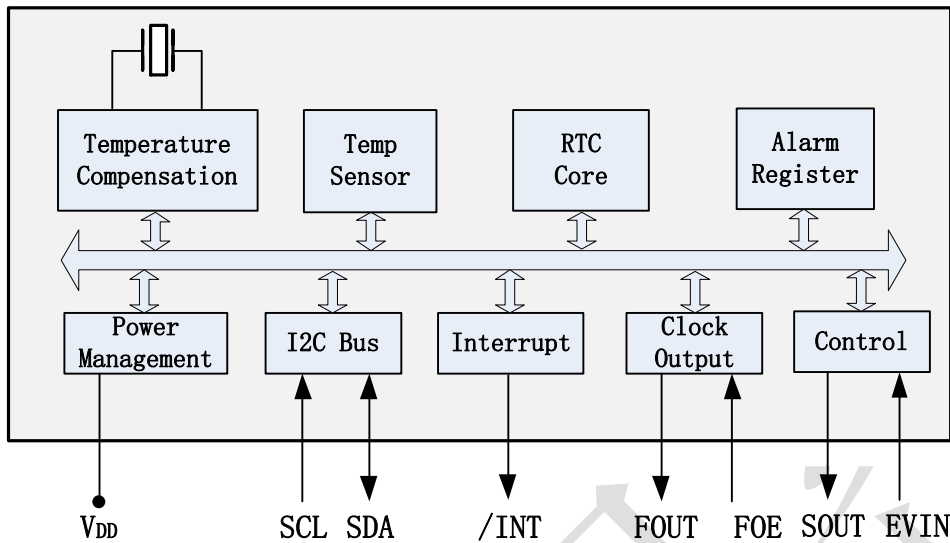 Temperature
Compensation
Temp
Sensor
RTC
Core
Alarm
Register
Power
Management
I2C Bus
Interrupt
Clock
Output
Control
VDD
SCL
SDA
/INT
FOUT
FOE
SOUT
EVIN